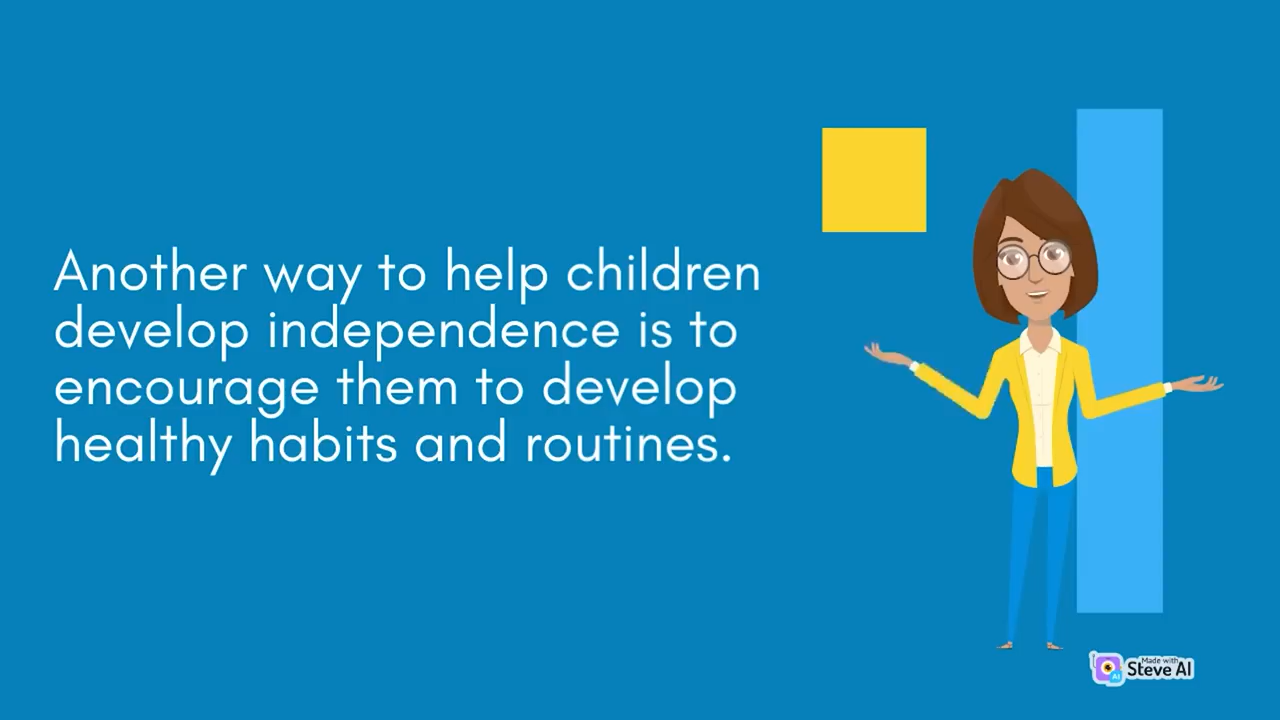 Another way to help children
develop independence is to
encourage them to develop
healthy habits and routines.
Made with
Steve AI
AI